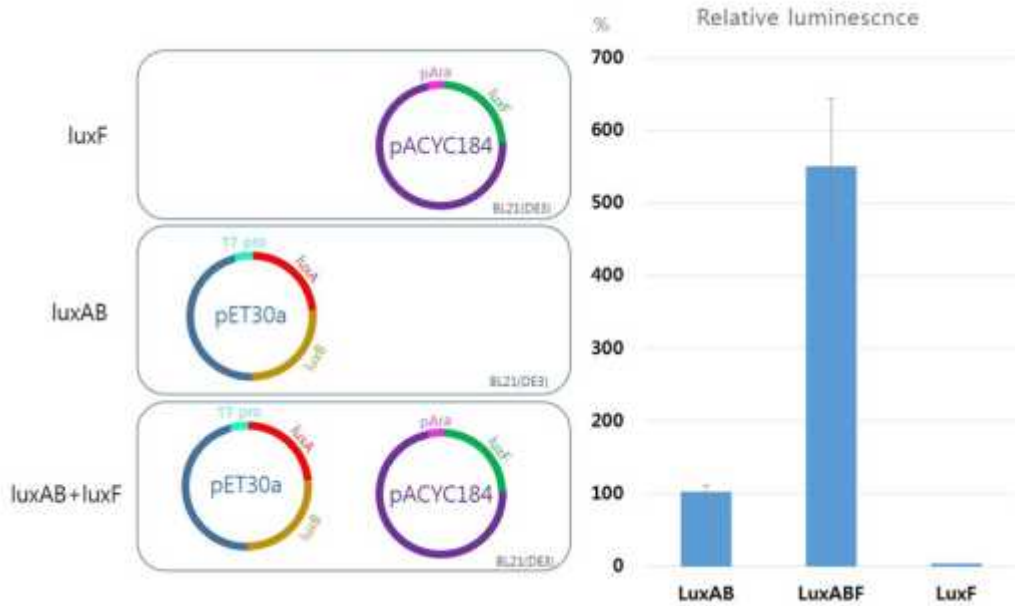 luxF
pAra
luxF
pACYC184
BL21(DE3)
luxAB
T7 pro
luxA
pET30a
luxB
BL21(DE3)
luxAB+luxF
T7 pro
luxA
pET30a
luxB
pAra
luxF
pACYC184
BL21(DE3)
Relative luminescnce
%
700
600
500
400
300
200
100
0
LuxAB LuxABF LuxF